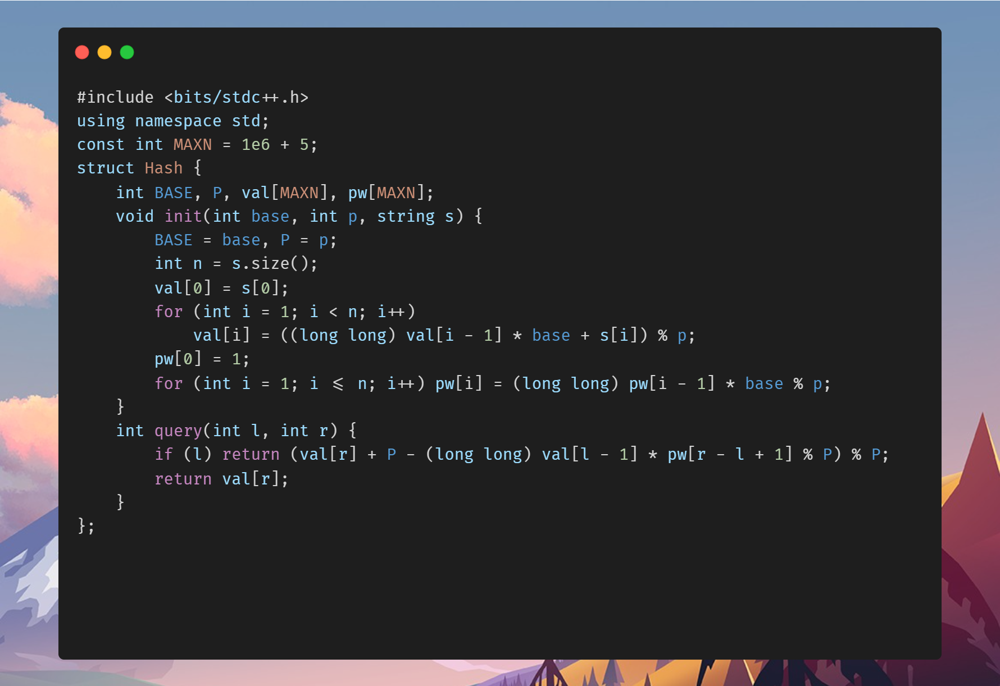 #include <bits/stdc++.h>
using namespace std;
const int MAXN = 1e6 + 5;
struct Hash {
    int BASE, P, val[MAXN], pw[MAXN];
    void init(int base, int p, string s) {
        BASE = base, P = p;
        int n = s.size();
        val[0] = s[0];
        for (int i = 1; i < n; i++)
            val[i] = ((long long) val[i - 1] * base + s[i]) % p;
        pw[0] = 1;
        for (int i = 1; i <= n; i++) pw[i] = (long long) pw[i - 1] * base % p;
    }
    int query(int l, int r) {
        if (l) return (val[r] + P - (long long) val[l - 1] * pw[r - l + 1] % P) % P;
        return val[r];
    }
};